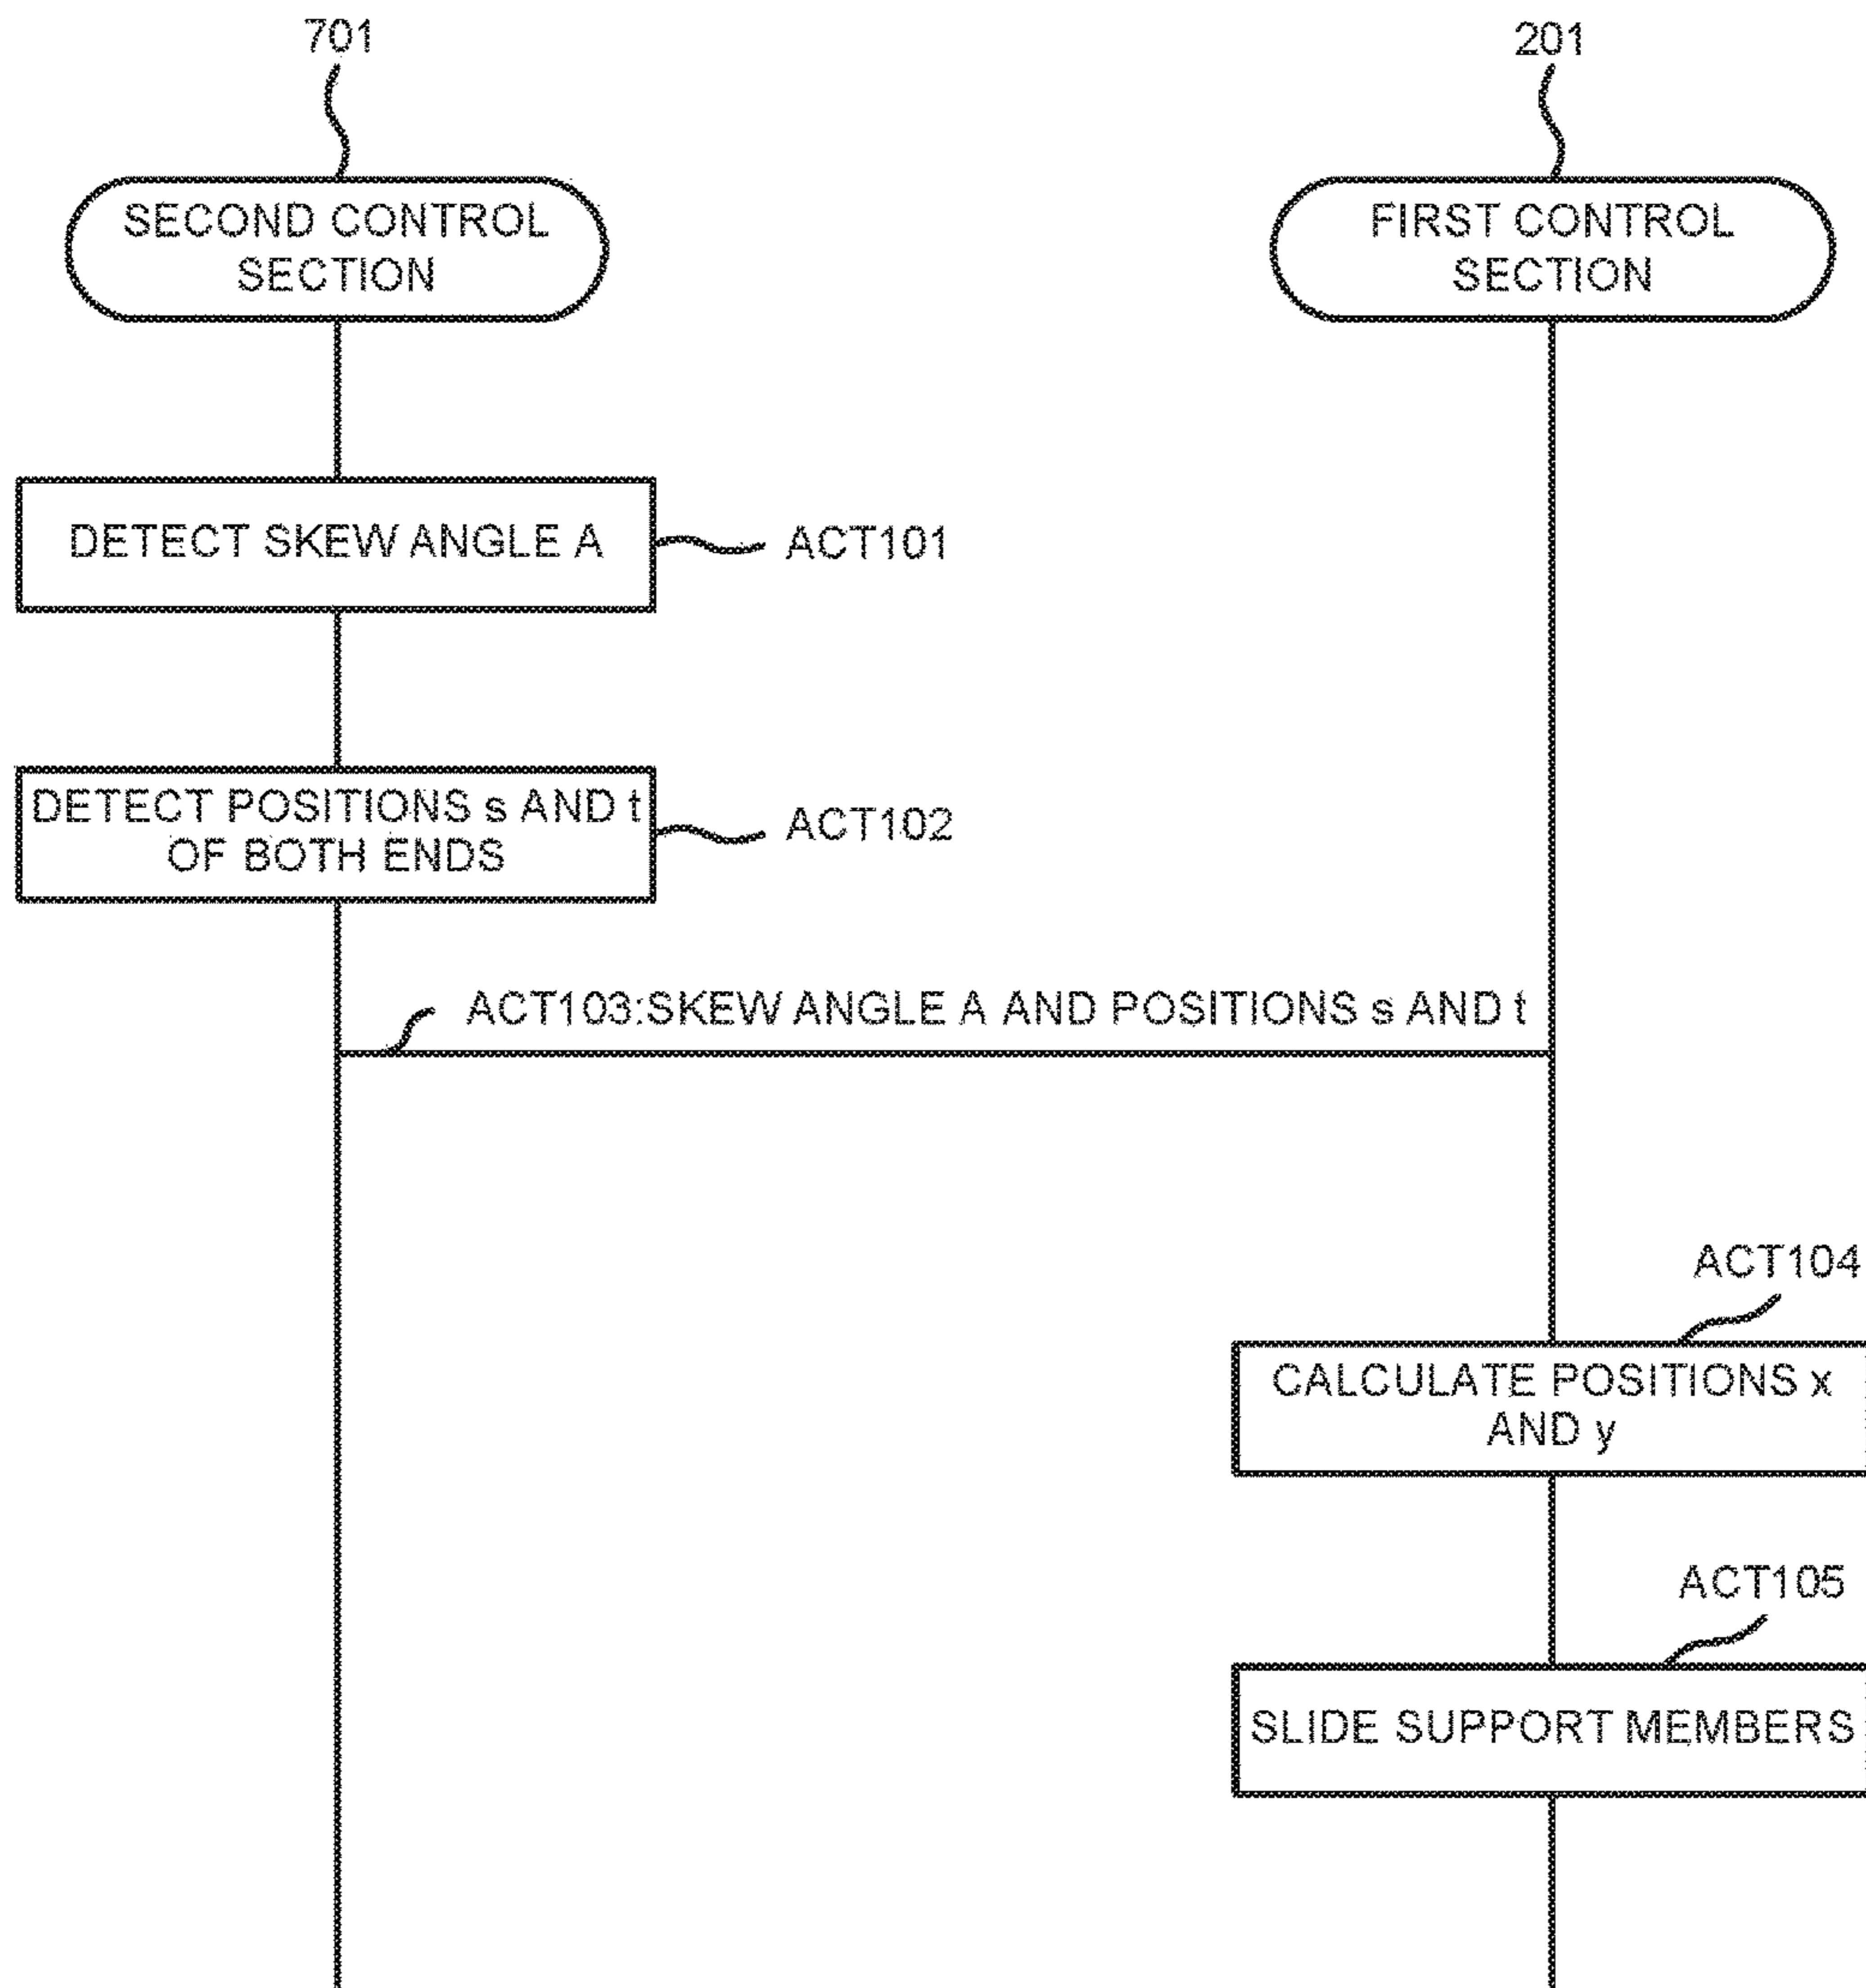 701
201
SECOND CONTROL
SECTION
FIRST CONTROL
SECTION
DETECT SKEW ANGLE A
ACT101
DETECT POSITIONS s AND t
OF BOTH ENDS
ACT102
ACT103:SKEW ANGLE A AND POSITIONS s AND t
ACT104
CALCULATE POSITIONS x
AND y
ACT105
SLIDE SUPPORT MEMBERS